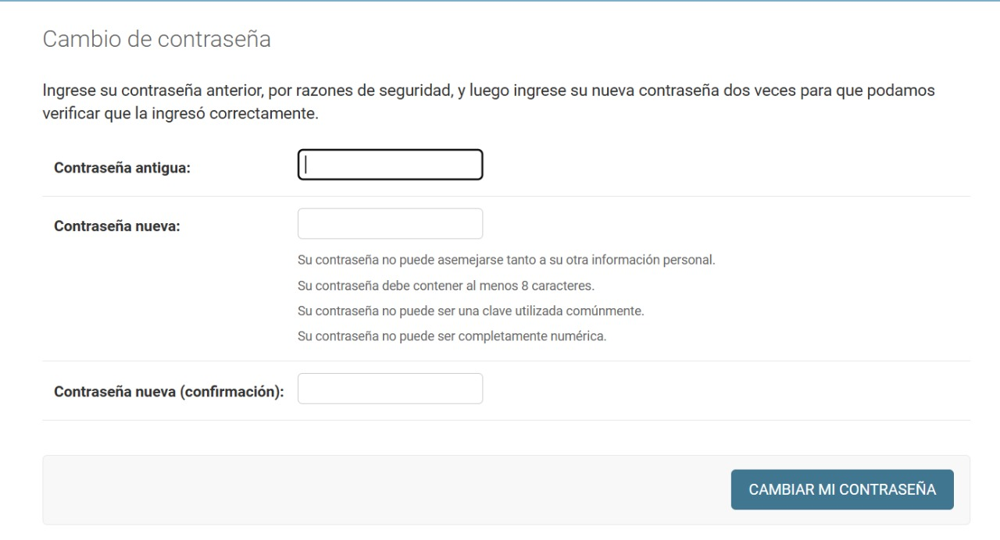 Cambio de contraseña
Ingrese su contraseña anterior, por razones de seguridad, y luego ingrese su nueva contraseña dos veces para que podamos
verificar que la ingresó correctamente.
Contraseña antigua:
Contraseña nueva:
Su contraseña no puede asemejarse tanto a su otra información personal.
Su contraseña debe contener al menos 8 caracteres.
Su contraseña no puede ser una clave utilizada comúnmente.
Su contraseña no puede ser completamente numérica.
Contraseña nueva (confirmación):
CAMBIAR MI CONTRASEÑA